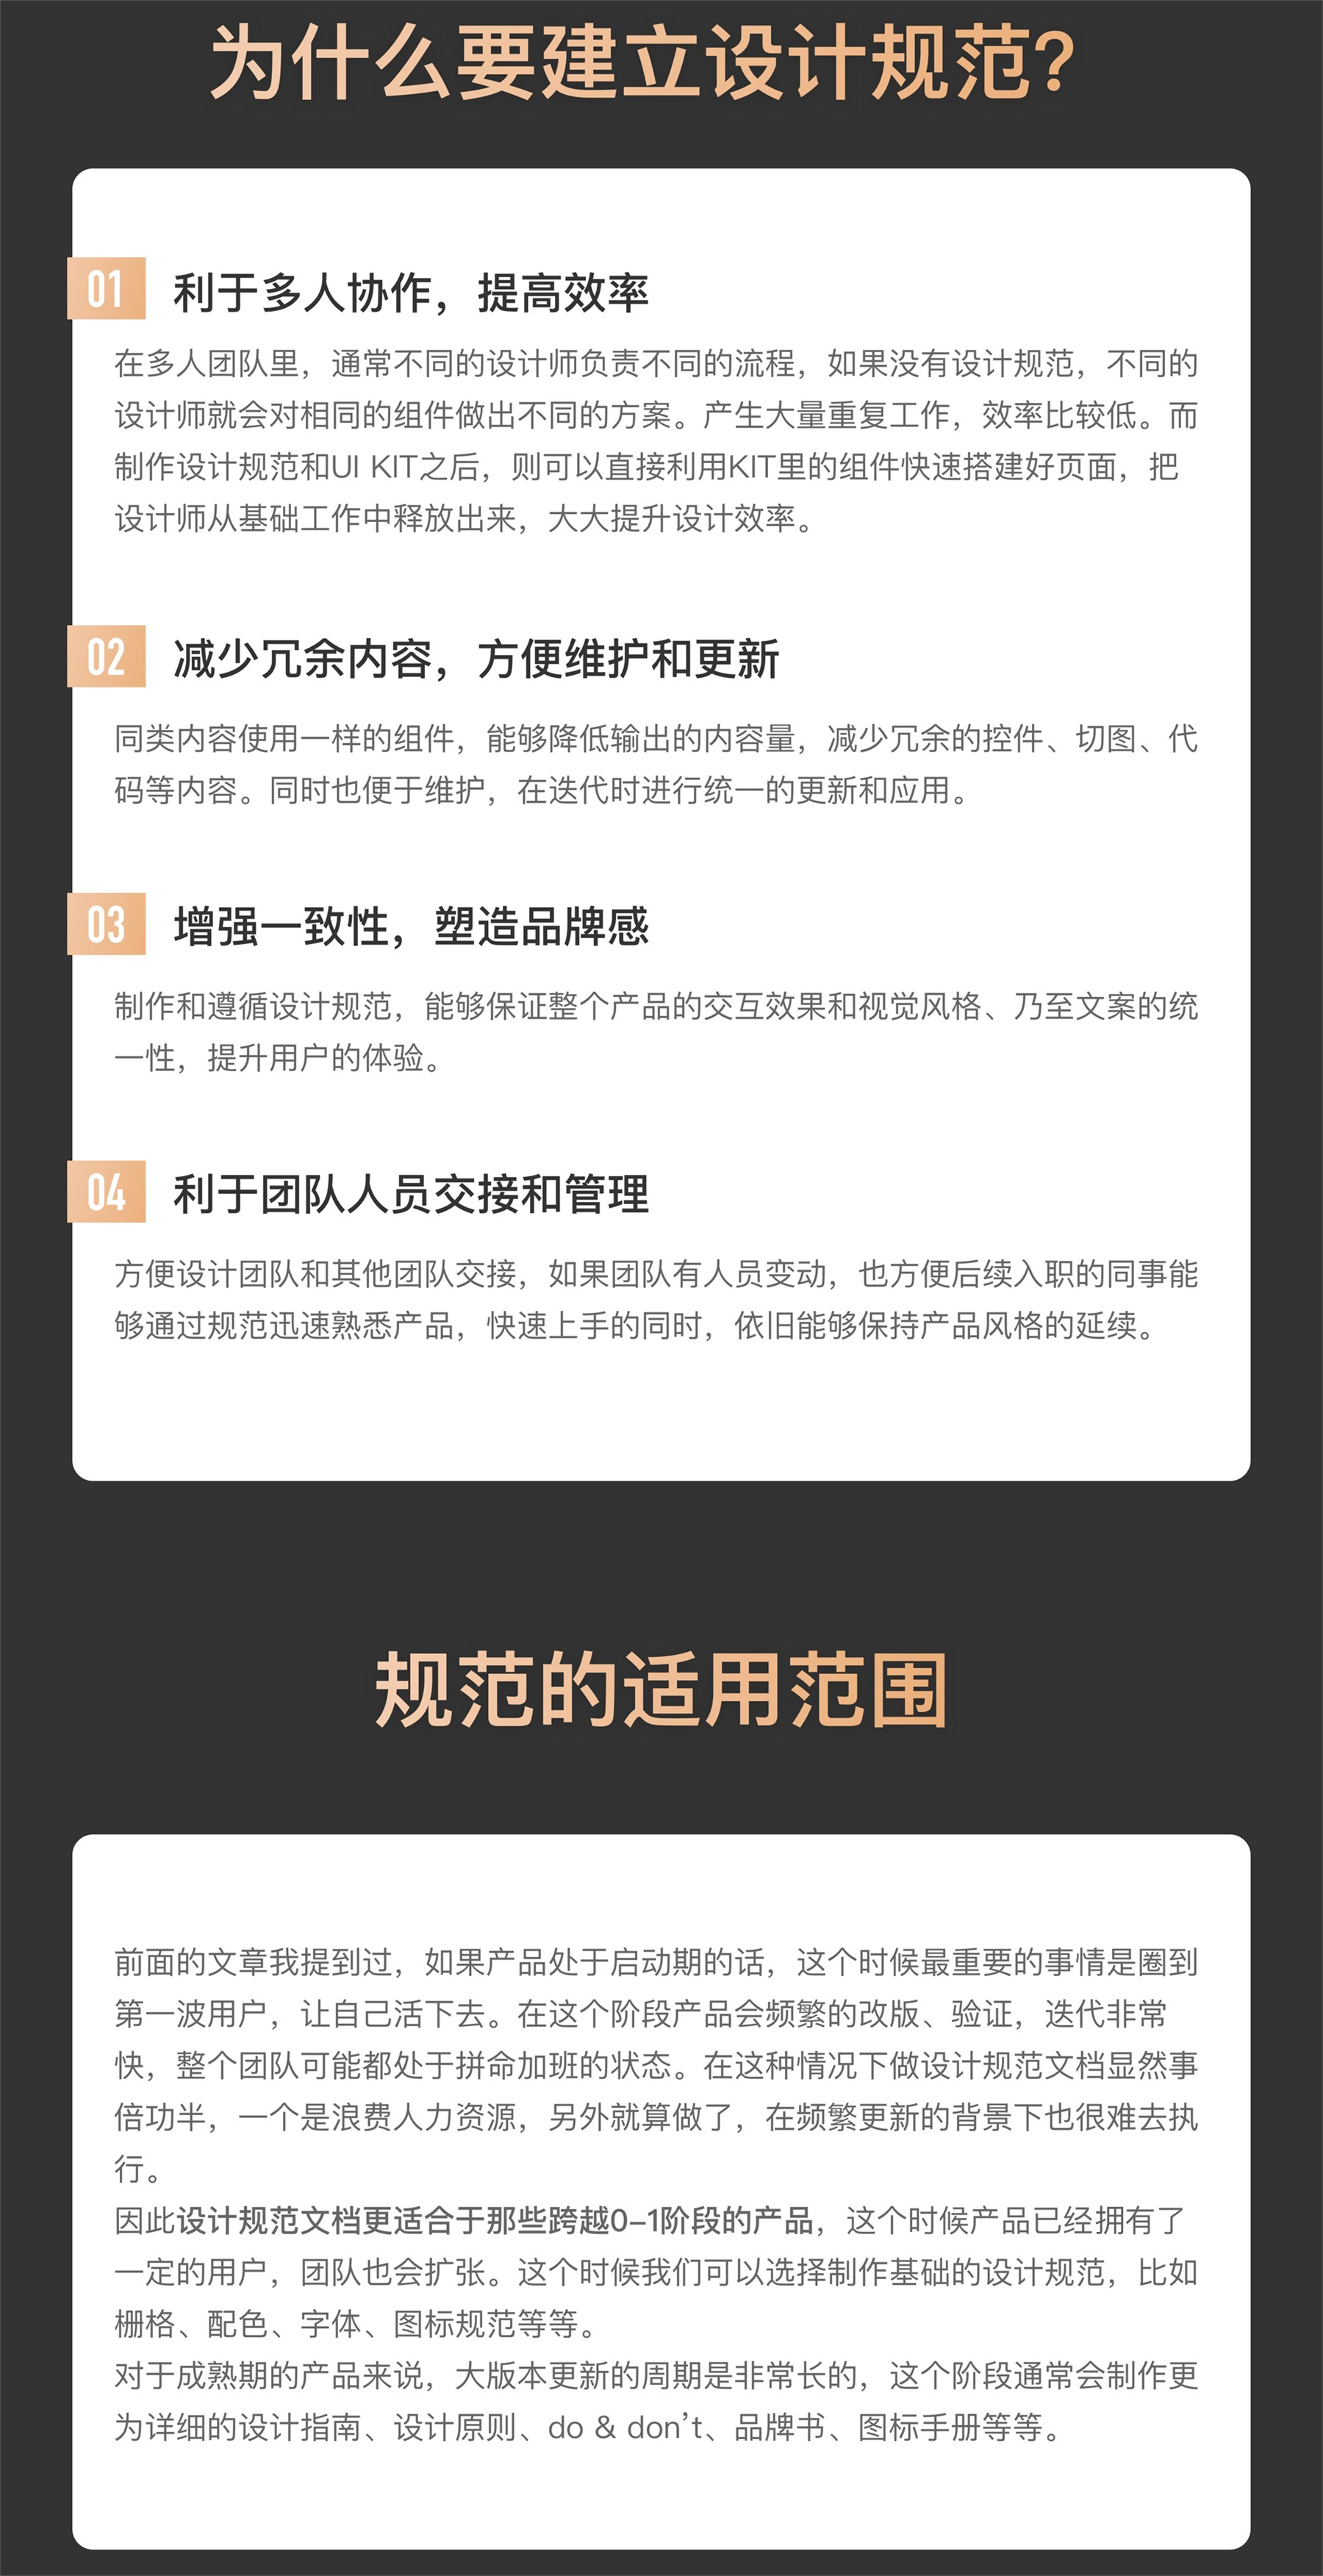 为什么要建立设计规范?
01 利于多人协作，提高效率
在多人团队里，通常不同的设计师负责不同的流程，如果没有设计规范，不同的
设计师就会对相同的组件做出不同的方案。产生大量重复工作，效率比较低。而
制作设计规范和UI KIT之后，则可以直接利用KIT里的组件快速搭建好页面，把
设计师从基础工作中释放出来，大大提升设计效率。
02 减少冗余内容，方便维护和更新
同类内容使用一样的组件，能够降低输出的内容量，减少冗余的控件、切图、代
码等内容。同时也便于维护，在迭代时进行统一的更新和应用。
03 增强一致性，塑造品牌感
制作和遵循设计规范，能够保证整个产品的交互效果和视觉风格、乃至文案的统
一性，提升用户的体验。
04 利于团队人员交接和管理
方便设计团队和其他团队交接，如果团队有人员变动，也方便后续入职的同事能
够通过规范迅速熟悉产品，快速上手的同时，依旧能够保持产品风格的延续。
规范的适用范围
前面的文章我提到过，如果产品处于启动期的话，这个时候最重要的事情是圈到
第一波用户，让自己活下去。在这个阶段产品会频繁的改版、验证，迭代非常
快，整个团队可能都处于拼命加班的状态。在这种情况下做设计规范文档显然事
倍功半，一个是浪费人力资源，另外就算做了，在频繁更新的背景下也很难去执
行。
因此设计规范文档更适合于那些跨越0-1阶段的产品，这个时候产品已经拥有了
一定的用户，团队也会扩张。这个时候我们可以选择制作基础的设计规范，比如
栅格、配色、字体、图标规范等等。
对于成熟期的产品来说，大版本更新的周期是非常长的，这个阶段通常会制作更
为详细的设计指南、设计原则、do & don't、品牌书、图标手册等等。